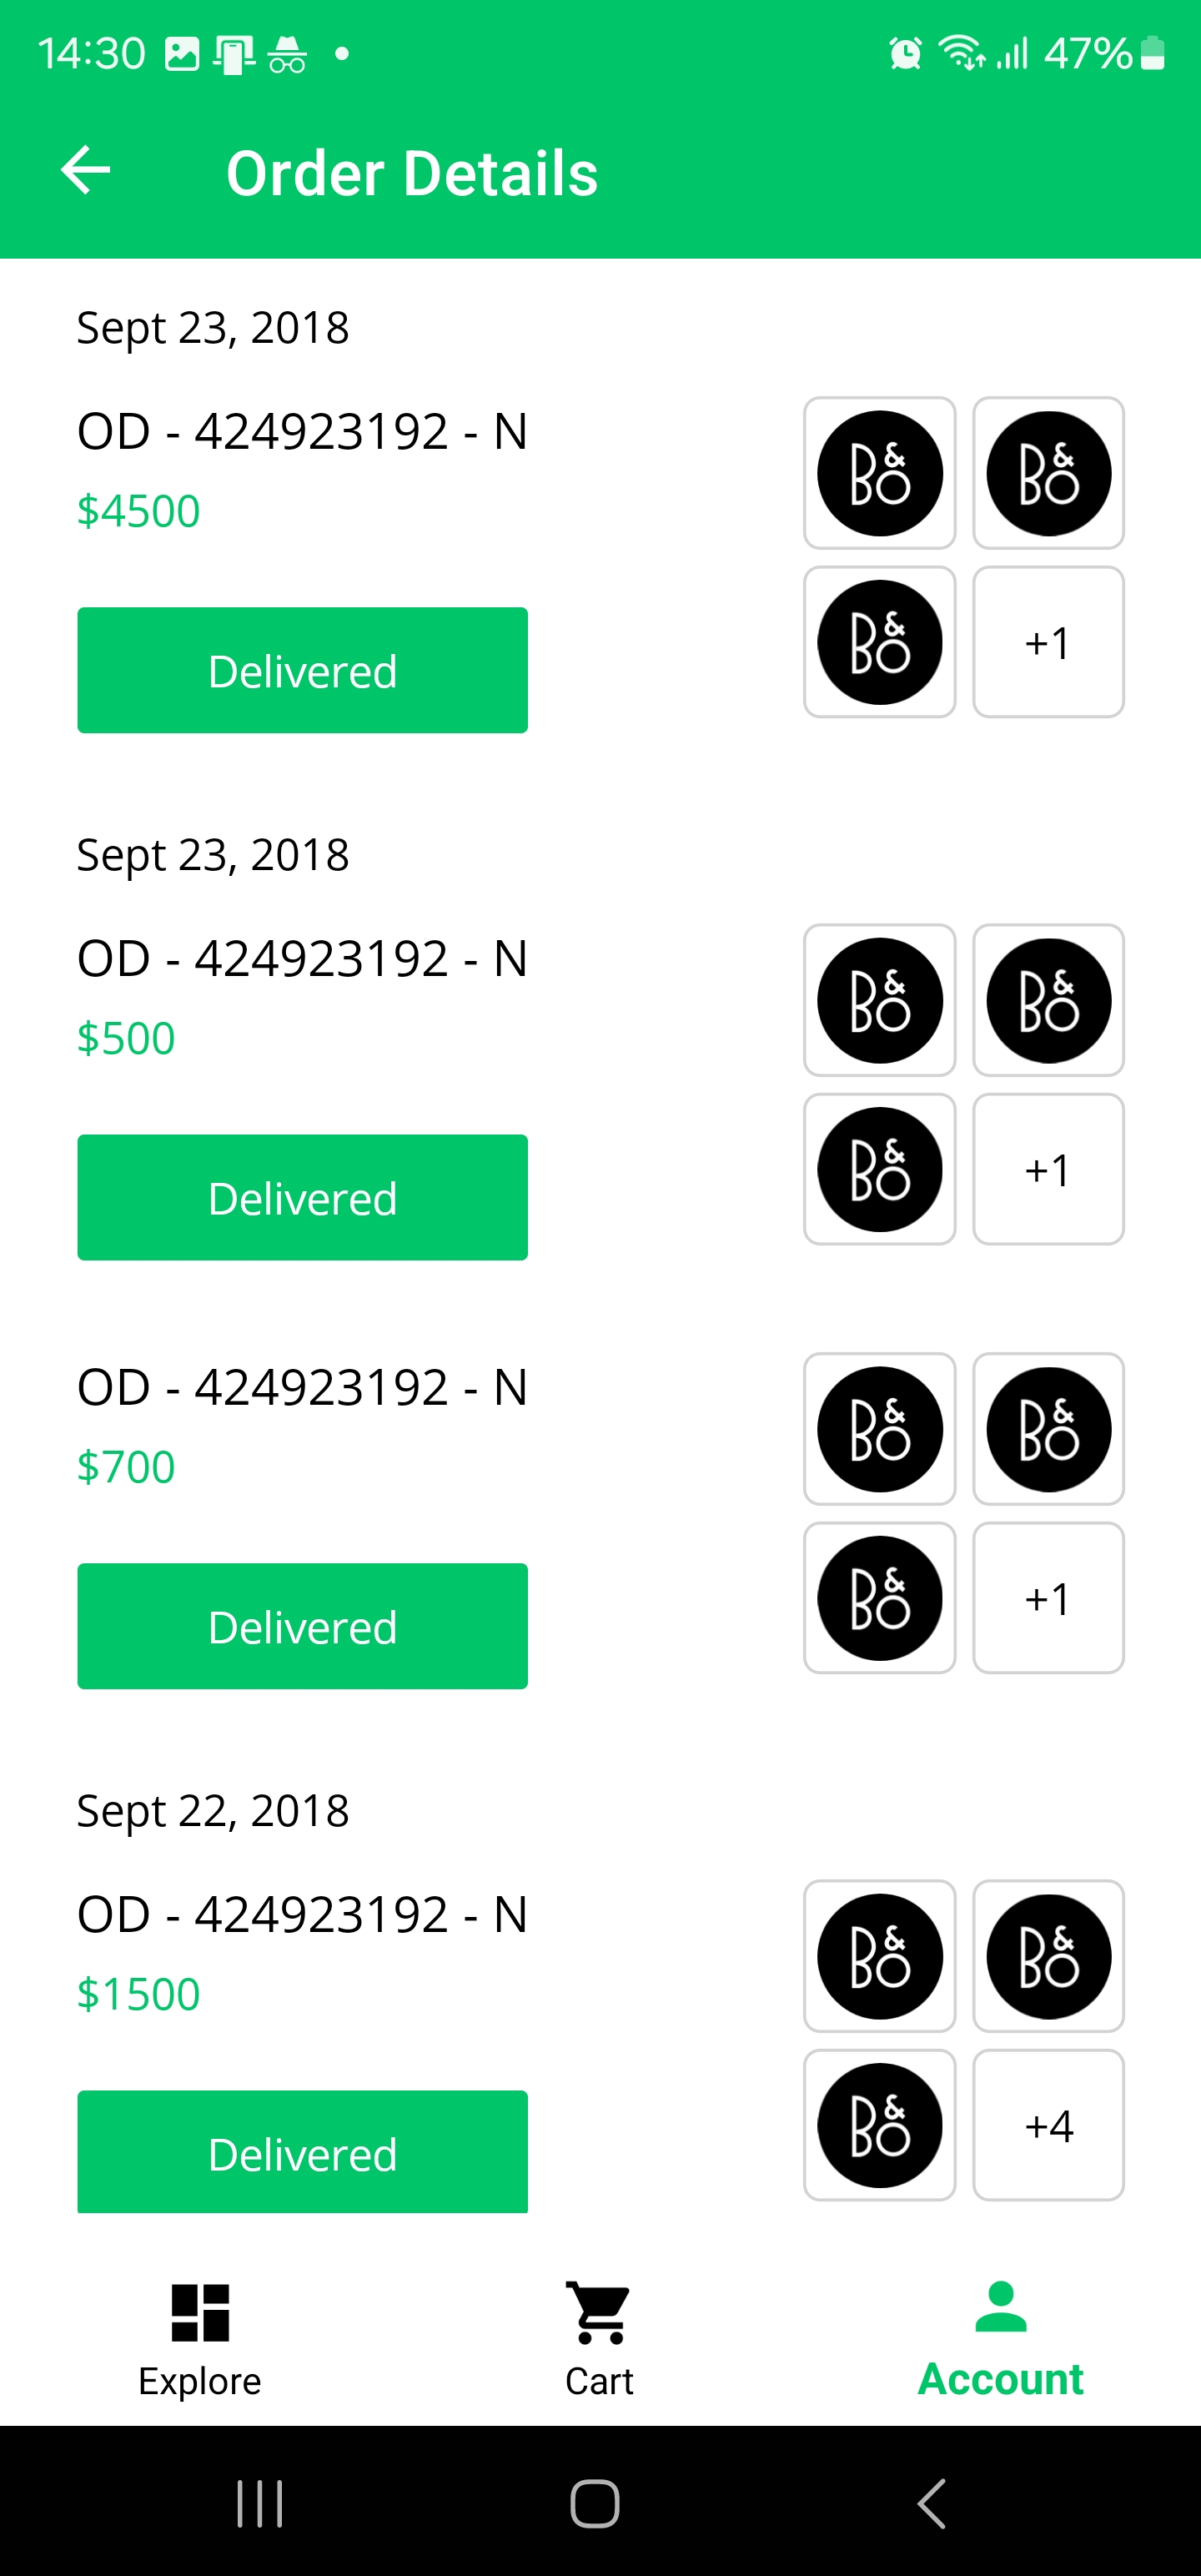 14:30 47%
Order Details
Sept 23, 2018
OD - 424923192 - N
$4500
B&O B&O
Delivered
B&O +1
Sept 23, 2018
OD - 424923192 - N
$500
B&O B&O
Delivered
B&O +1
OD - 424923192 - N
$700
B&O B&O
Delivered
B&O +1
Sept 22, 2018
OD - 424923192 - N
$1500
B&O B&O
Delivered
B&O +4
Explore Cart Account